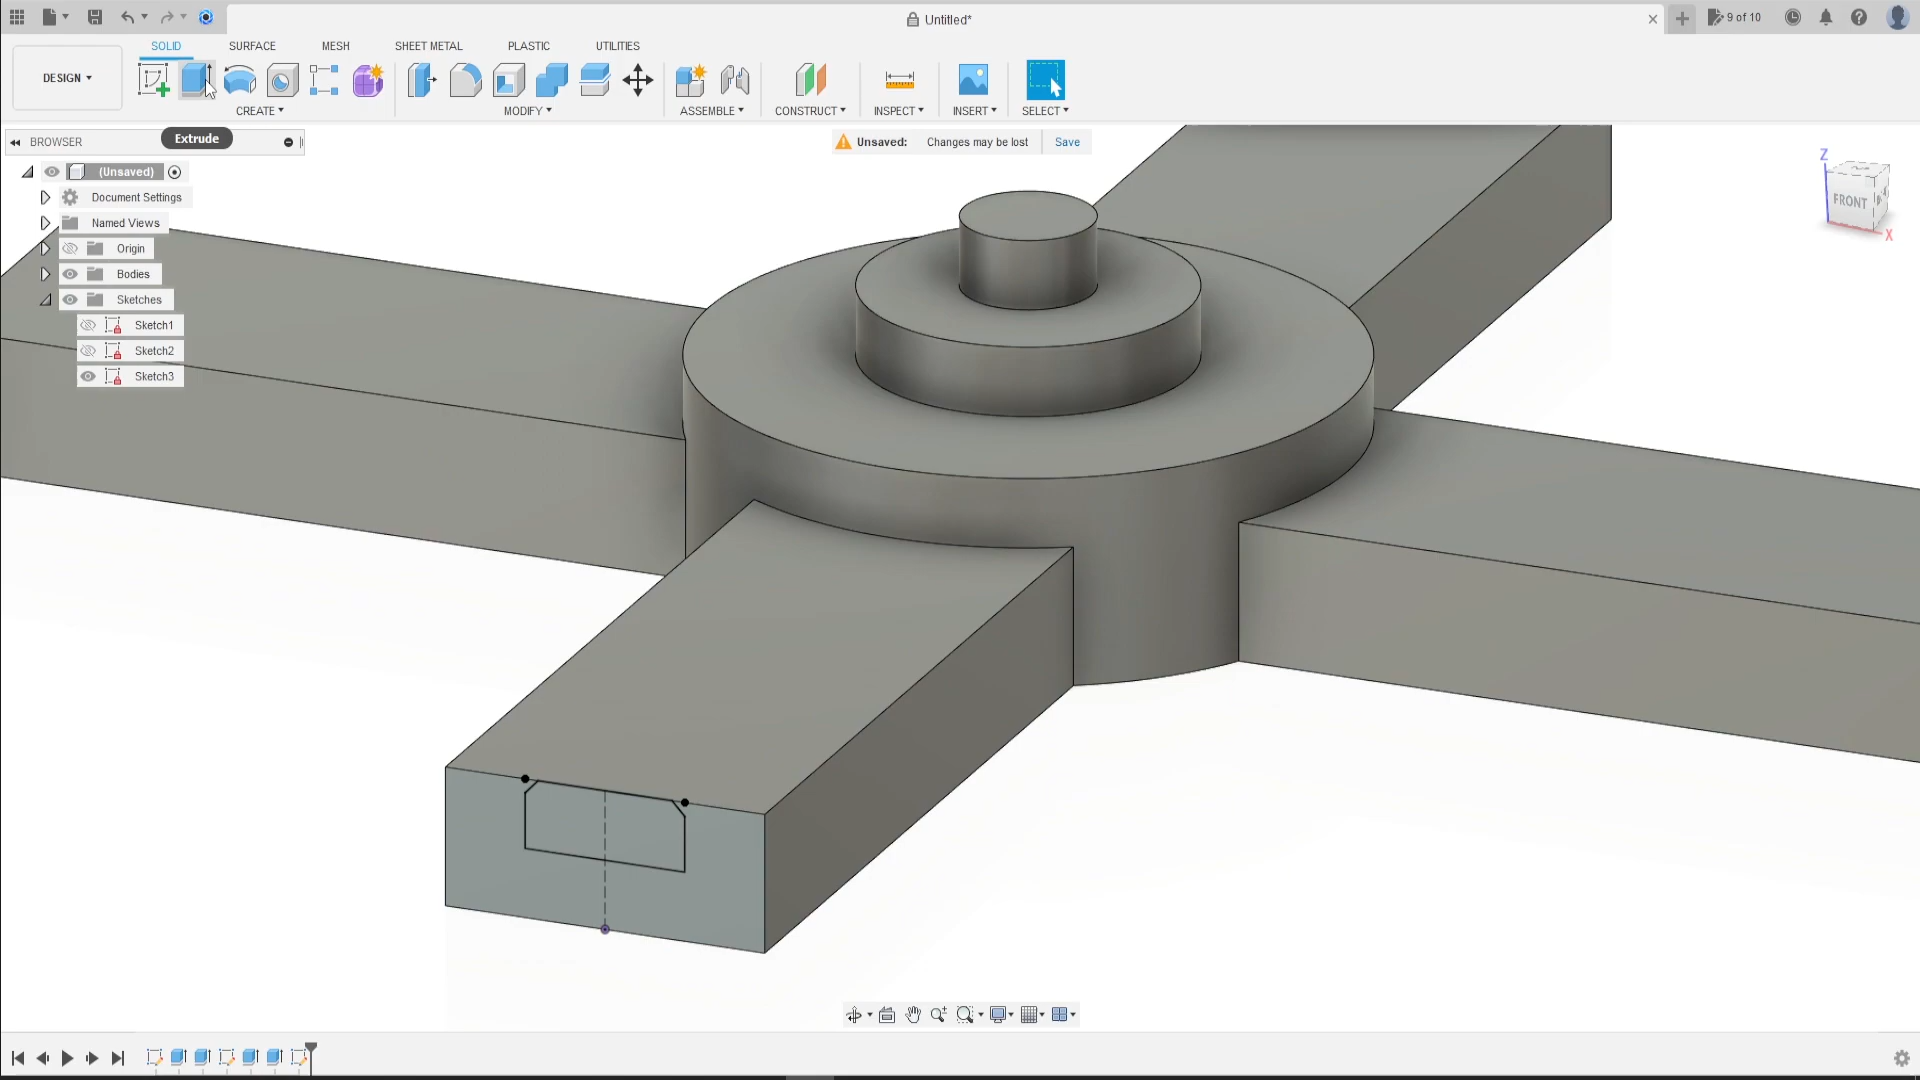 Untitled*
9 of 10
DESIGN
SOLID
SURFACE
MESH
SHEET METAL
PLASTIC
UTILITIES
CREATE
MODIFY
ASSEMBLE
CONSTRUCT
INSPECT
INSERT
SELECT
Extrude
BROWSER
Unsaved: Changes may be lost Save
(Unsaved)
Document Settings
Named Views
Origin
Bodies
Sketches
Sketch1
Sketch2
Sketch3
Z
FRONT
X